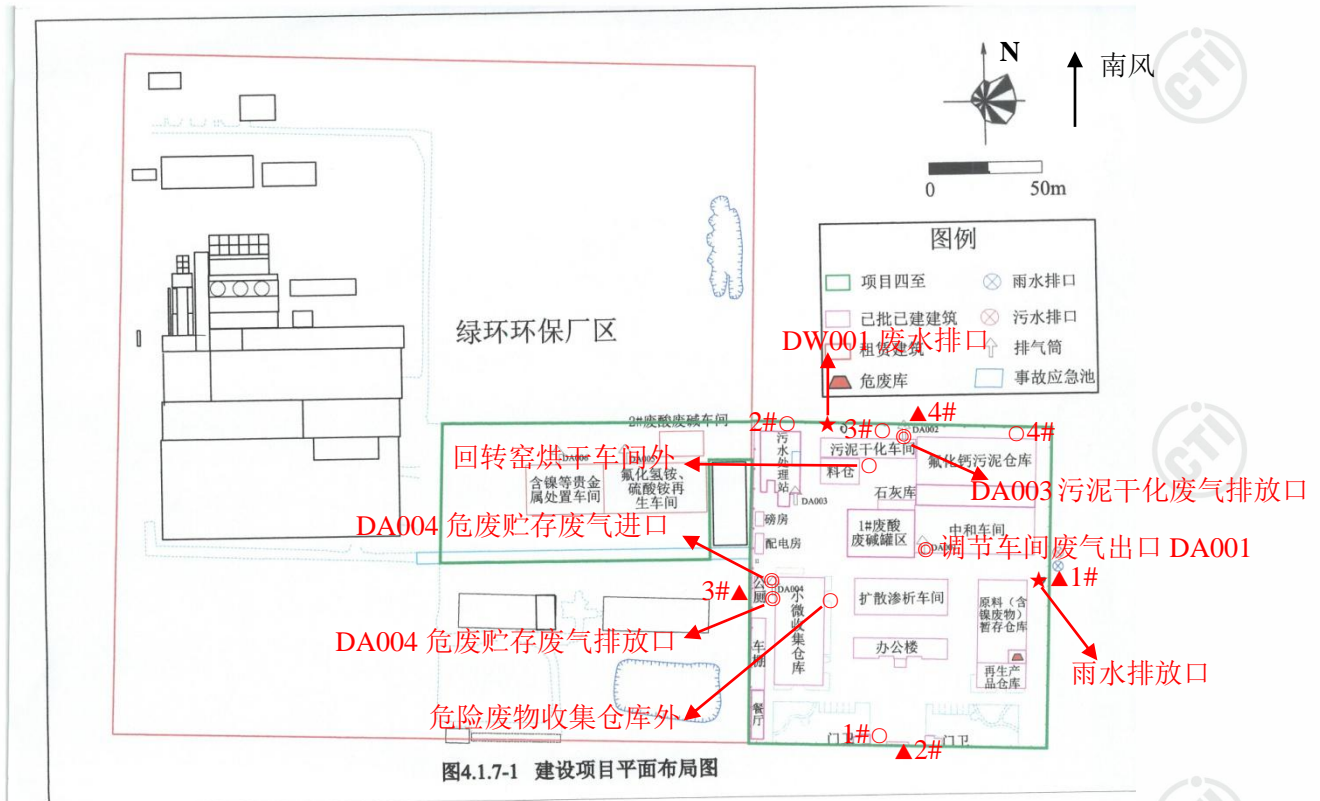 CTI
N
南风
0
50m
图例
项目四至
雨水排口
已批已建建筑
污水排口
租赁建筑
排气筒
危废库
事故应急池
绿环环保厂区
DW001 废水排口
▲4#
2#废酸废碱车间
2#○
3#○
DA002
○4#
回转窑烘干车间外
含镍等贵金
属处置车间
氟化氢铵、
硫酸铵再
生车间
污水处理站
污泥干化车间
料仓
氟化钙污泥仓库
DA003 污泥干化废气排放口
石灰库
DA003
磅房
DA004 危废贮存废气进口
配电房
1#废酸
废碱罐区
中和车间
调节车间废气出口 DA001
▲1#
公厕
3#▲
DA004
小微收集仓库
扩散渗析车间
原料（含
镍废物）
暂存仓库
DA004 危废贮存废气排放口
车棚
办公楼
再生产
品仓库
雨水排放口
危险废物收集仓库外
餐厅
门卫
1#○
▲2#
门卫
图4.1.7-1 建设项目平面布局图
CTI